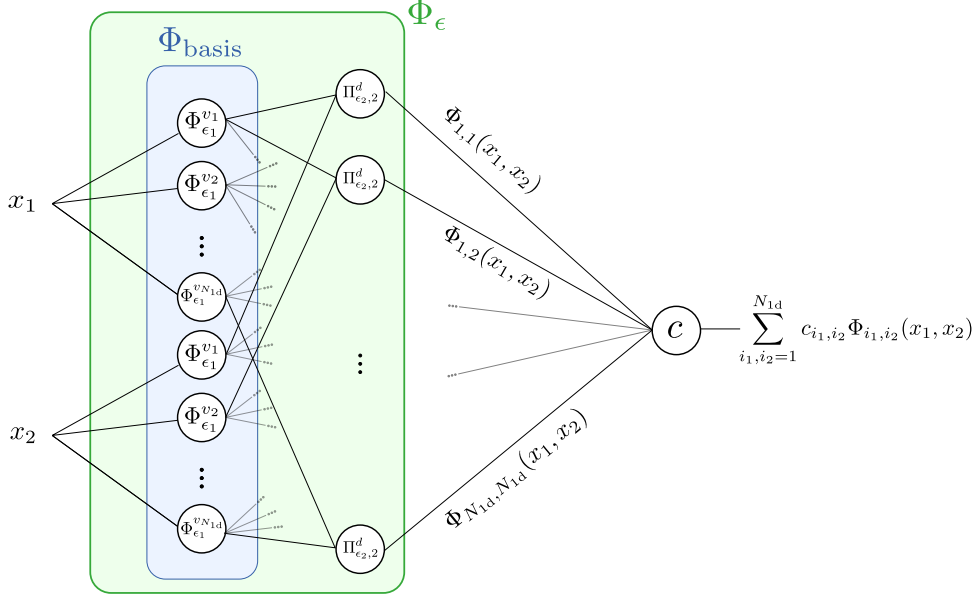 Φ_ϵ
Φ_basis
x_1
Φ^{v_1}_{ϵ_1}
Φ^{v_2}_{ϵ_1}
⋮
Φ^{v_{N_{1d}}}_{ϵ_1}
x_2
Φ^{v_1}_{ϵ_1}
Φ^{v_2}_{ϵ_1}
⋮
Φ^{v_{N_{1d}}}_{ϵ_1}
Π^d_{ϵ_2,2}
Π^d_{ϵ_2,2}
⋮
Π^d_{ϵ_2,2}
Φ_{1,1}(x_1, x_2)
Φ_{1,2}(x_1, x_2)
Φ_{N_{1d},N_{1d}}(x_1, x_2)
c
∑_{i_1,i_2=1}^{N_{1d}} c_{i_1,i_2}Φ_{i_1,i_2}(x_1, x_2)